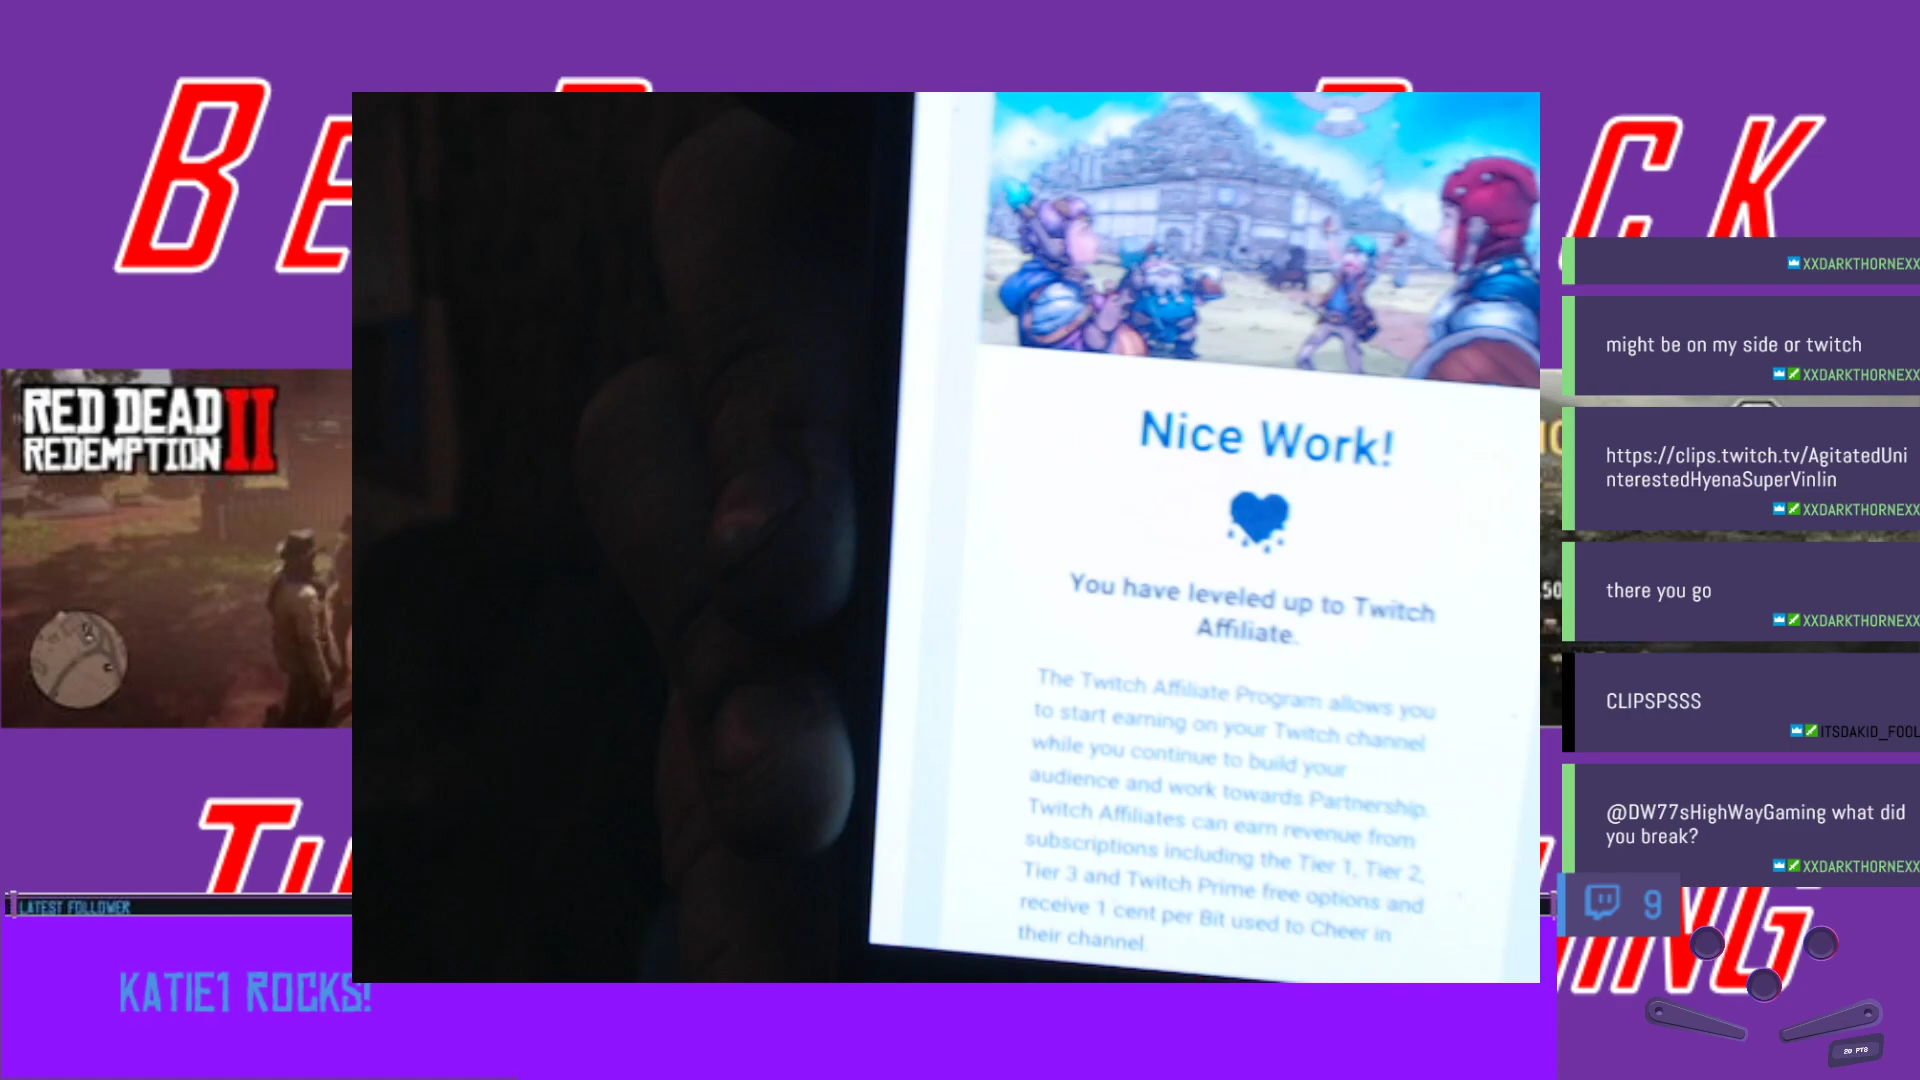 RED DEAD
REDEMPTION II
Nice Work!
You have leveled up to Twitch
Affiliate.
The Twitch Affiliate Program allows you
to start earning on your Twitch channel
while you continue to build your
audience and work towards Partnership.
Twitch Affiliates can earn revenue from
subscriptions including the Tier 1, Tier 2,
Tier 3 and Twitch Prime free options and
receive 1 cent per Bit used to Cheer in
their channel.
XXDARKTHORNEXX
might be on my side or twitch
XXDARKTHORNEXX
https://clips.twitch.tv/AgitatedUni
nterestedHyenaSuperVinlin
XXDARKTHORNEXX
there you go
XXDARKTHORNEXX
CLIPSPSSS
ITSDAKID_FOOL
@DW77sHighWayGaming what did
you break?
XXDARKTHORNEXX
LATEST FOLLOWER
9
KATIE1 ROCKS!
20 PTS